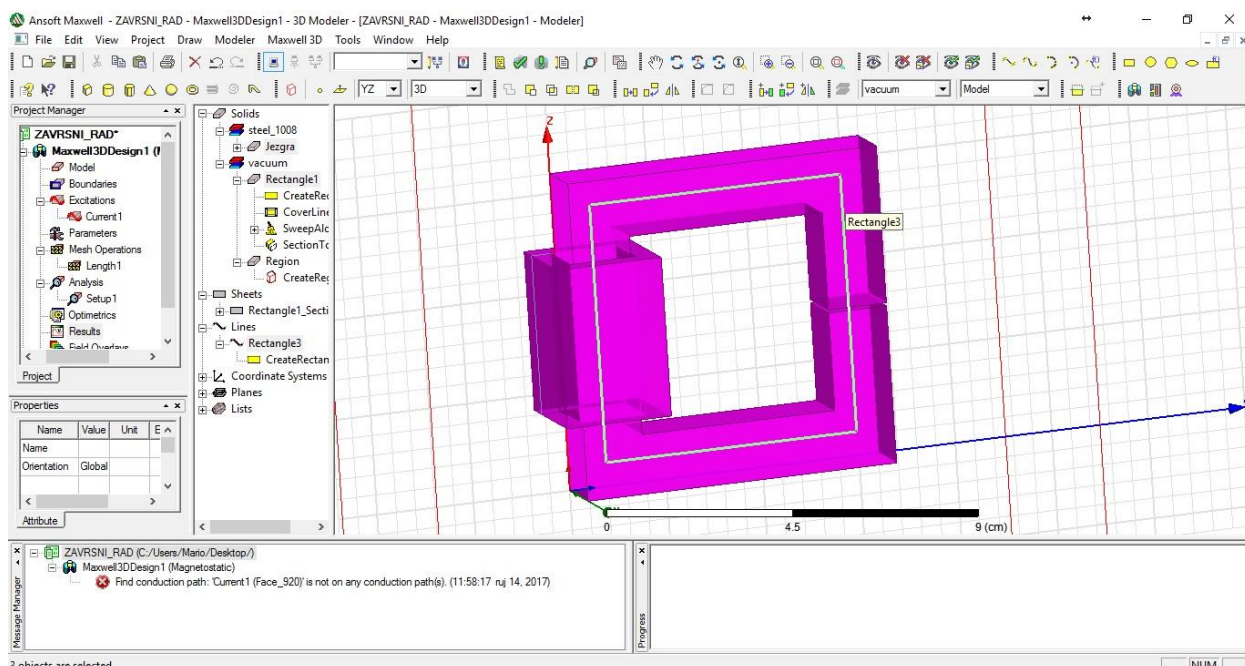 Ansoft Maxwell - ZAVRSNI_RAD - Maxwell3DDesign1 - 3D Modeler - [ZAVRSNI_RAD - Maxwell3DDesign1 - Modeler]
File Edit View Project Draw Modeler Maxwell 3D Tools Window Help
YZ 3D vacuum Model
Project Manager
ZAVRSNI_RAD*
Maxwell3DDesign1 (
Model
Boundaries
Excitations
Current1
Parameters
Mesh Operations
Length1
Analysis
Setup1
Optimetrics
Results
Field Overlays
Project
Properties
Name Value Unit E
Name
Orientation Global
Attribute
Solids
steel_1008
Jezgra
vacuum
Rectangle1
CreateRec
CoverLine
SweepAlc
SectionTc
Region
CreateReg
Sheets
Rectangle1_Secti
Lines
Rectangle3
CreateRectan
Coordinate Systems
Planes
Lists
Z
Rectangle3
0 4.5 9 (cm)
Message Manager
ZAVRSNI_RAD (C:/Users/Mario/Desktop/)
Maxwell3DDesign1 (Magnetostatic)
Find conduction path: 'Current1 (Face_920)' is not on any conduction path(s). (11:58:17 ruj 14, 2017)
Progress
3 objects are selected
NUM